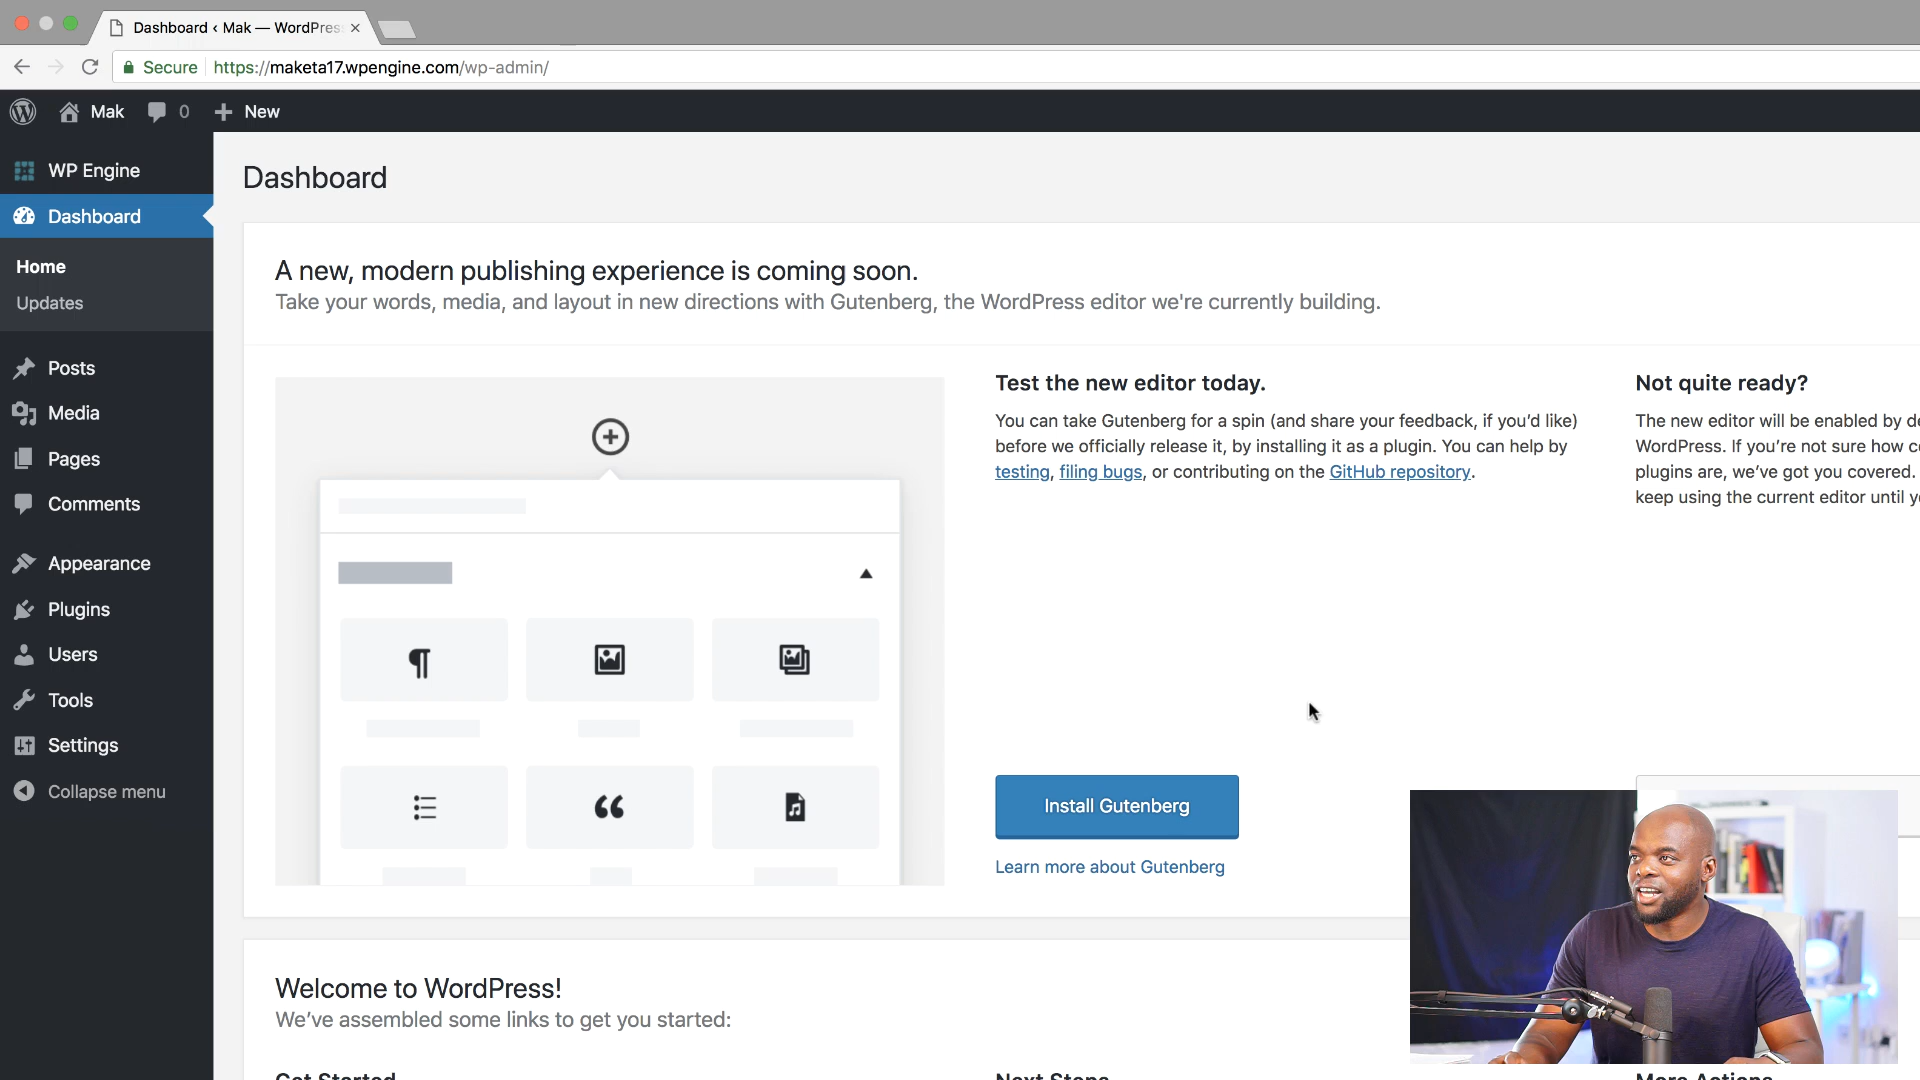 Dashboard ‹ Mak — WordPres
Secure https://maketa17.wpengine.com/wp-admin/
Mak 0 New
WP Engine
Dashboard
Home
Updates
Posts
Media
Pages
Comments
Appearance
Plugins
Users
Tools
Settings
Collapse menu
Dashboard
A new, modern publishing experience is coming soon.
Take your words, media, and layout in new directions with Gutenberg, the WordPress editor we're currently building.
Test the new editor today.
You can take Gutenberg for a spin (and share your feedback, if you’d like)
before we officially release it, by installing it as a plugin. You can help by
testing, filing bugs, or contributing on the GitHub repository.
Install Gutenberg
Learn more about Gutenberg
Not quite ready?
The new editor will be enabled by de
WordPress. If you’re not sure how c
plugins are, we’ve got you covered.
keep using the current editor until y
Welcome to WordPress!
We’ve assembled some links to get you started:
Get Started
Next Steps
More Actions